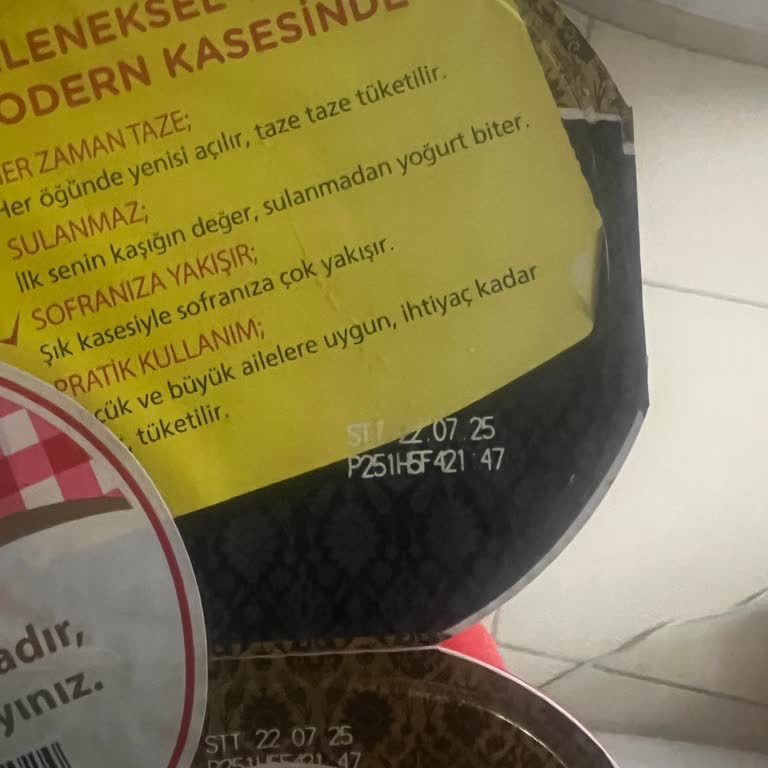 LENEKSEL
ODERN KASESİNDE
ER ZAMAN TAZE;
Her öğünde yenisi açılır, taze taze tüketilir.
SULANMAZ;
İlk senin kaşığın değer, sulanmadan yoğurt biter.
SOFRANIZA YAKIŞIR;
Şık kasesiyle sofranıza çok yakışır.
PRATİK KULLANIM;
çük ve büyük ailelere uygun, ihtiyaç kadar
tüketilir.
STT 22.07.25
P251H5F421 47
adır,
yınız.
STT 22 07 25